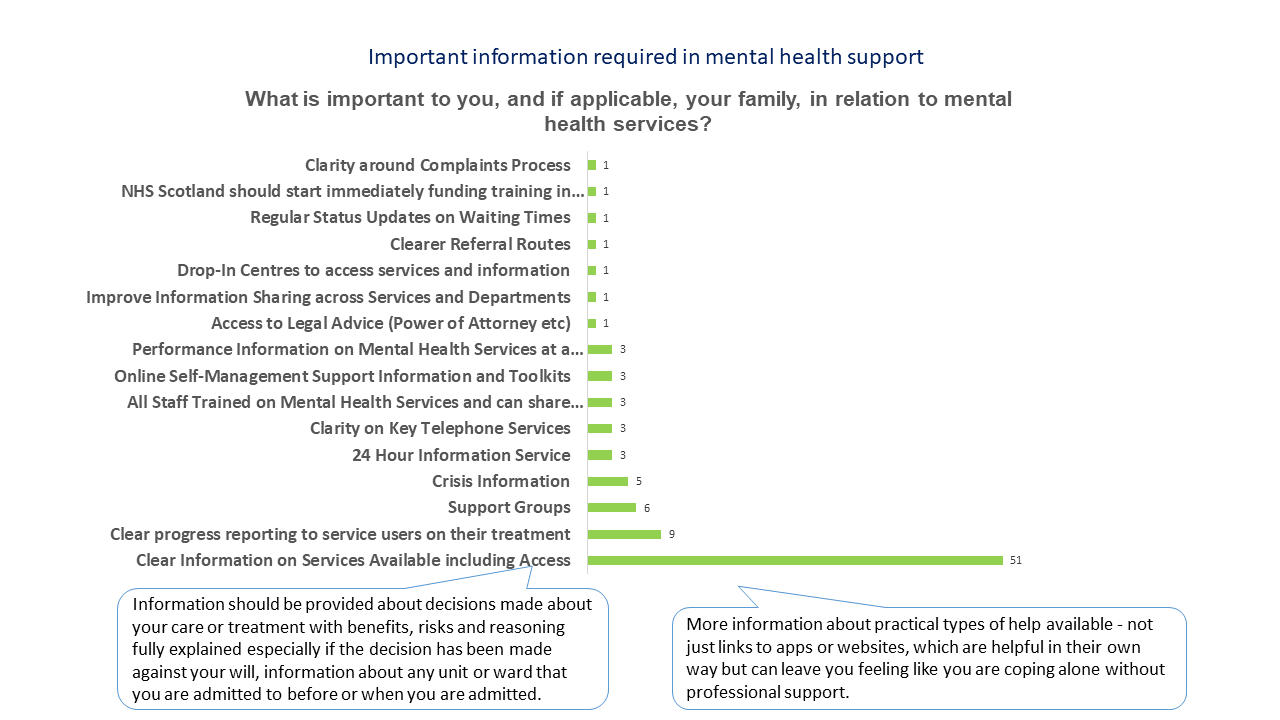 Important information required in mental health support
What is important to you, and if applicable, your family, in relation to mental
health services?
Clarity around Complaints Process 1
NHS Scotland should start immediately funding training in... 1
Regular Status Updates on Waiting Times 1
Clearer Referral Routes 1
Drop-In Centres to access services and information 1
Improve Information Sharing across Services and Departments 1
Access to Legal Advice (Power of Attorney etc) 1
Performance Information on Mental Health Services at a... 3
Online Self-Management Support Information and Toolkits 3
All Staff Trained on Mental Health Services and can share... 3
Clarity on Key Telephone Services 3
24 Hour Information Service 3
Crisis Information 5
Support Groups 6
Clear progress reporting to service users on their treatment 9
Clear Information on Services Available including Access 51
Information should be provided about decisions made about
your care or treatment with benefits, risks and reasoning
fully explained especially if the decision has been made
against your will, information about any unit or ward that
you are admitted to before or when you are admitted.
More information about practical types of help available - not
just links to apps or websites, which are helpful in their own
way but can leave you feeling like you are coping alone without
professional support.